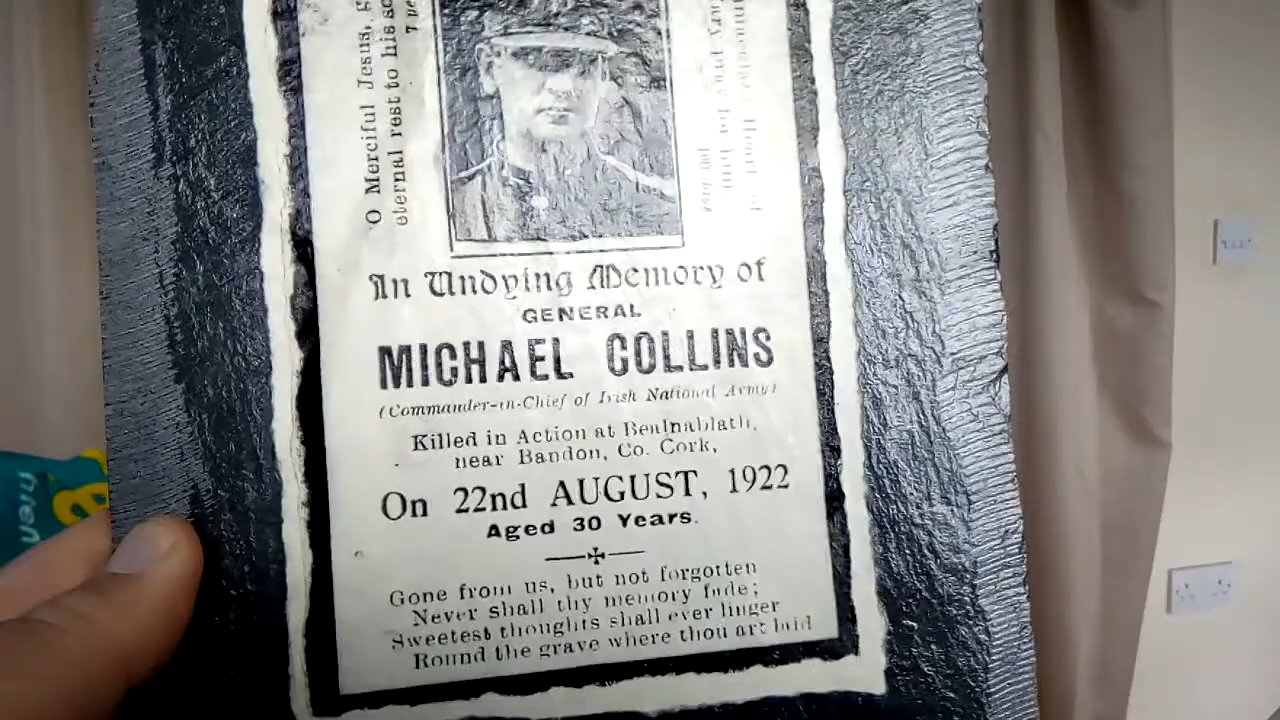 O Merciful Jesus, g
eternal rest to his so
7 ye
In Undying Memory of
GENERAL
MICHAEL COLLINS
(Commander-in-Chief of Irish National Army)
Killed in Action at Bealnablath,
near Bandon, Co. Cork,
On 22nd AUGUST, 1922
Aged 30 Years.
Gone from us, but not forgotten
Never shall thy memory fade;
Sweetest thoughts shall ever linger
Round the grave where thou art laid